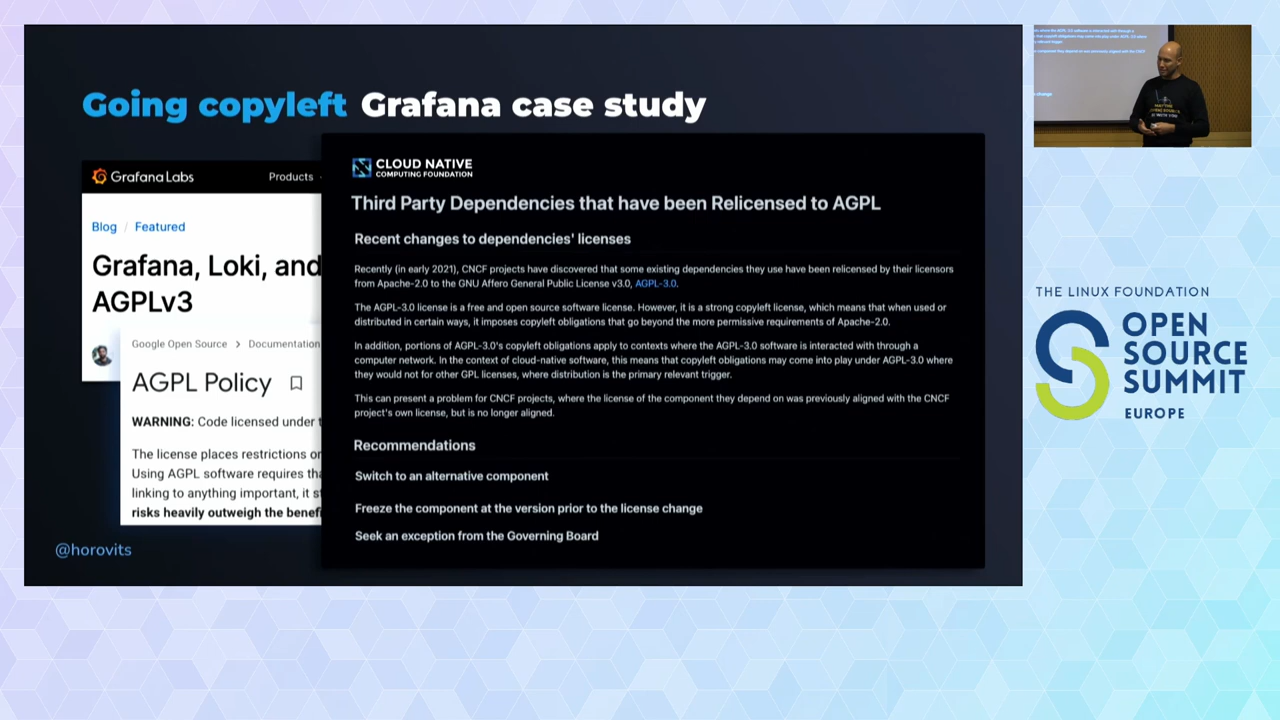 Going copyleft Grafana case study
Grafana Labs
Products
Blog / Featured
Grafana, Loki, and
AGPLv3
Google Open Source > Documentation
AGPL Policy
WARNING: Code licensed under
The license places restrictions
Using AGPL software requires
linking to anything important, it
risks heavily outweigh the
@horovits
CLOUD NATIVE
COMPUTING FOUNDATION
Third Party Dependencies that have been Relicensed to AGPL
Recent changes to dependencies' licenses
Recently (in early 2021), CNCF projects have discovered that some existing dependencies they use have been relicensed by their licensors
from Apache-2.0 to the GNU Affero General Public License v3.0, AGPL-3.0.
The AGPL-3.0 license is a free and open source software license. However, it is a strong copyleft license, which means that when used or
distributed in certain ways, it imposes copyleft obligations that go beyond the more permissive requirements of Apache-2.0.
In addition, portions of AGPL-3.0's copyleft obligations apply to contexts where the AGPL-3.0 software is interacted with through a
computer network. In the context of cloud-native software, this means that copyleft obligations may come into play under AGPL-3.0 where
they would not for other GPL licenses, where distribution is the primary relevant trigger.
This can present a problem for CNCF projects, where the license of the component they depend on was previously aligned with the CNCF
project's own license, but is no longer aligned.
Recommendations
Switch to an alternative component
Freeze the component at the version prior to the license change
Seek an exception from the Governing Board
THE LINUX FOUNDATION
OPEN
SOURCE
SUMMIT
EUROPE